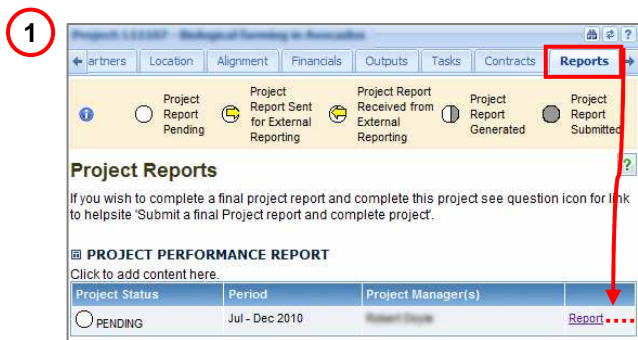 1
?
artners Location Alignment Financials Outputs Tasks Contracts Reports
Project Report Pending
Project Report Sent for External Reporting
Project Report Received from External Reporting
Project Report Generated
Project Report Submitted
Project Reports
?
If you wish to complete a final project report and complete this project see question icon for link
to helpsite 'Submit a final Project report and complete project'.
PROJECT PERFORMANCE REPORT
Click to add content here.
Project Status Period Project Manager(s)
PENDING Jul - Dec 2010 Report